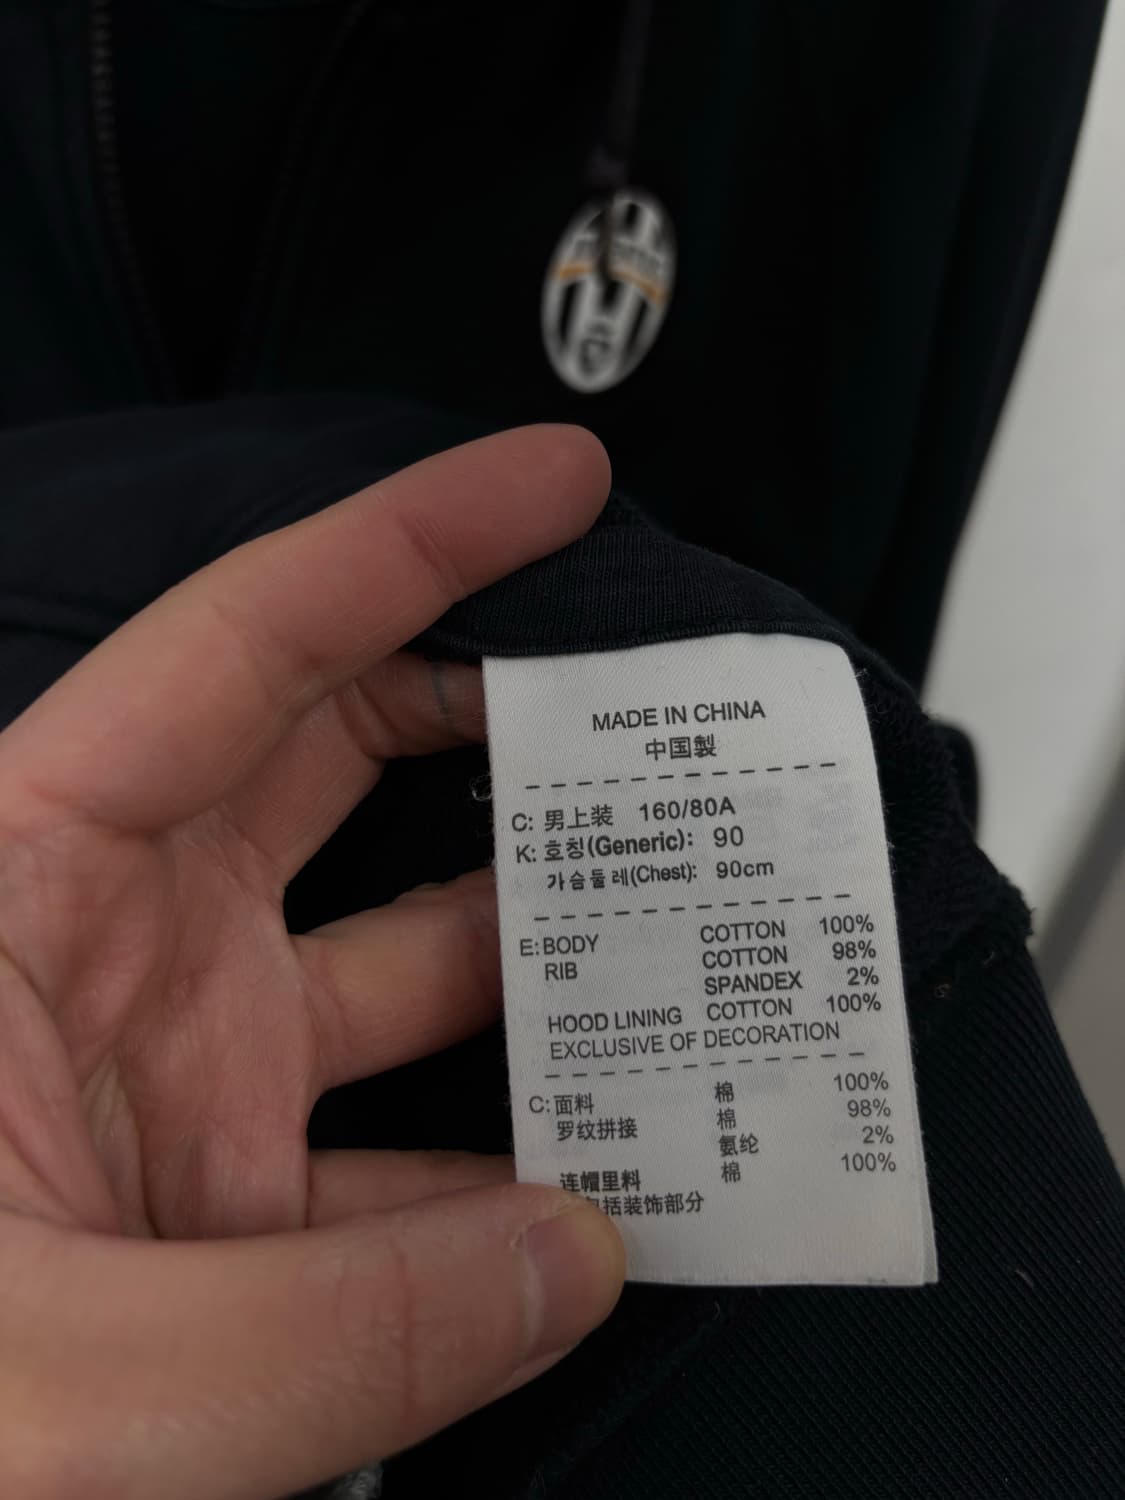 MADE IN CHINA
中国製
C: 男上装 160/80A
K: 호칭(Generic): 90
가슴둘레(Chest): 90cm
E: BODY COTTON 100%
RIB COTTON 98%
SPANDEX 2%
HOOD LINING COTTON 100%
EXCLUSIVE OF DECORATION
C: 面料 棉 100%
罗纹拼接 棉 98%
氨纶 2%
连帽里料 棉 100%
括装饰部分